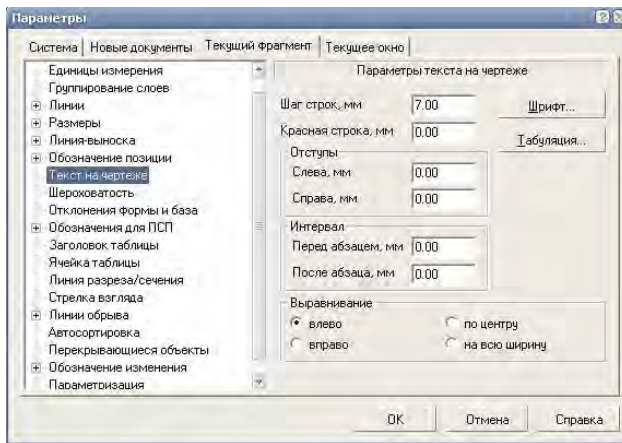 Параметры
Система Новые документы Текущий фрагмент Текущее окно
Единицы измерения
Группирование слоев
Линии
Размеры
Линия-выноска
Обозначение позиции
Текст на чертеже
Шероховатость
Отклонения формы и база
Обозначения для ПСП
Заголовок таблицы
Ячейка таблицы
Линия разреза/сечения
Стрелка взгляда
Линии обрыва
Автосортировка
Перекрывающиеся объекты
Обозначение изменения
Параметризация
Параметры текста на чертеже
Шаг строк, мм 7.00 Шрифт...
Красная строка, мм 0.00 Табуляция...
Отступы
Слева, мм 0.00
Справа, мм 0.00
Интервал
Перед абзацем, мм 0.00
После абзаца, мм 0.00
Выравнивание
влево по центру
вправо на всю ширину
OK Отмена Справка